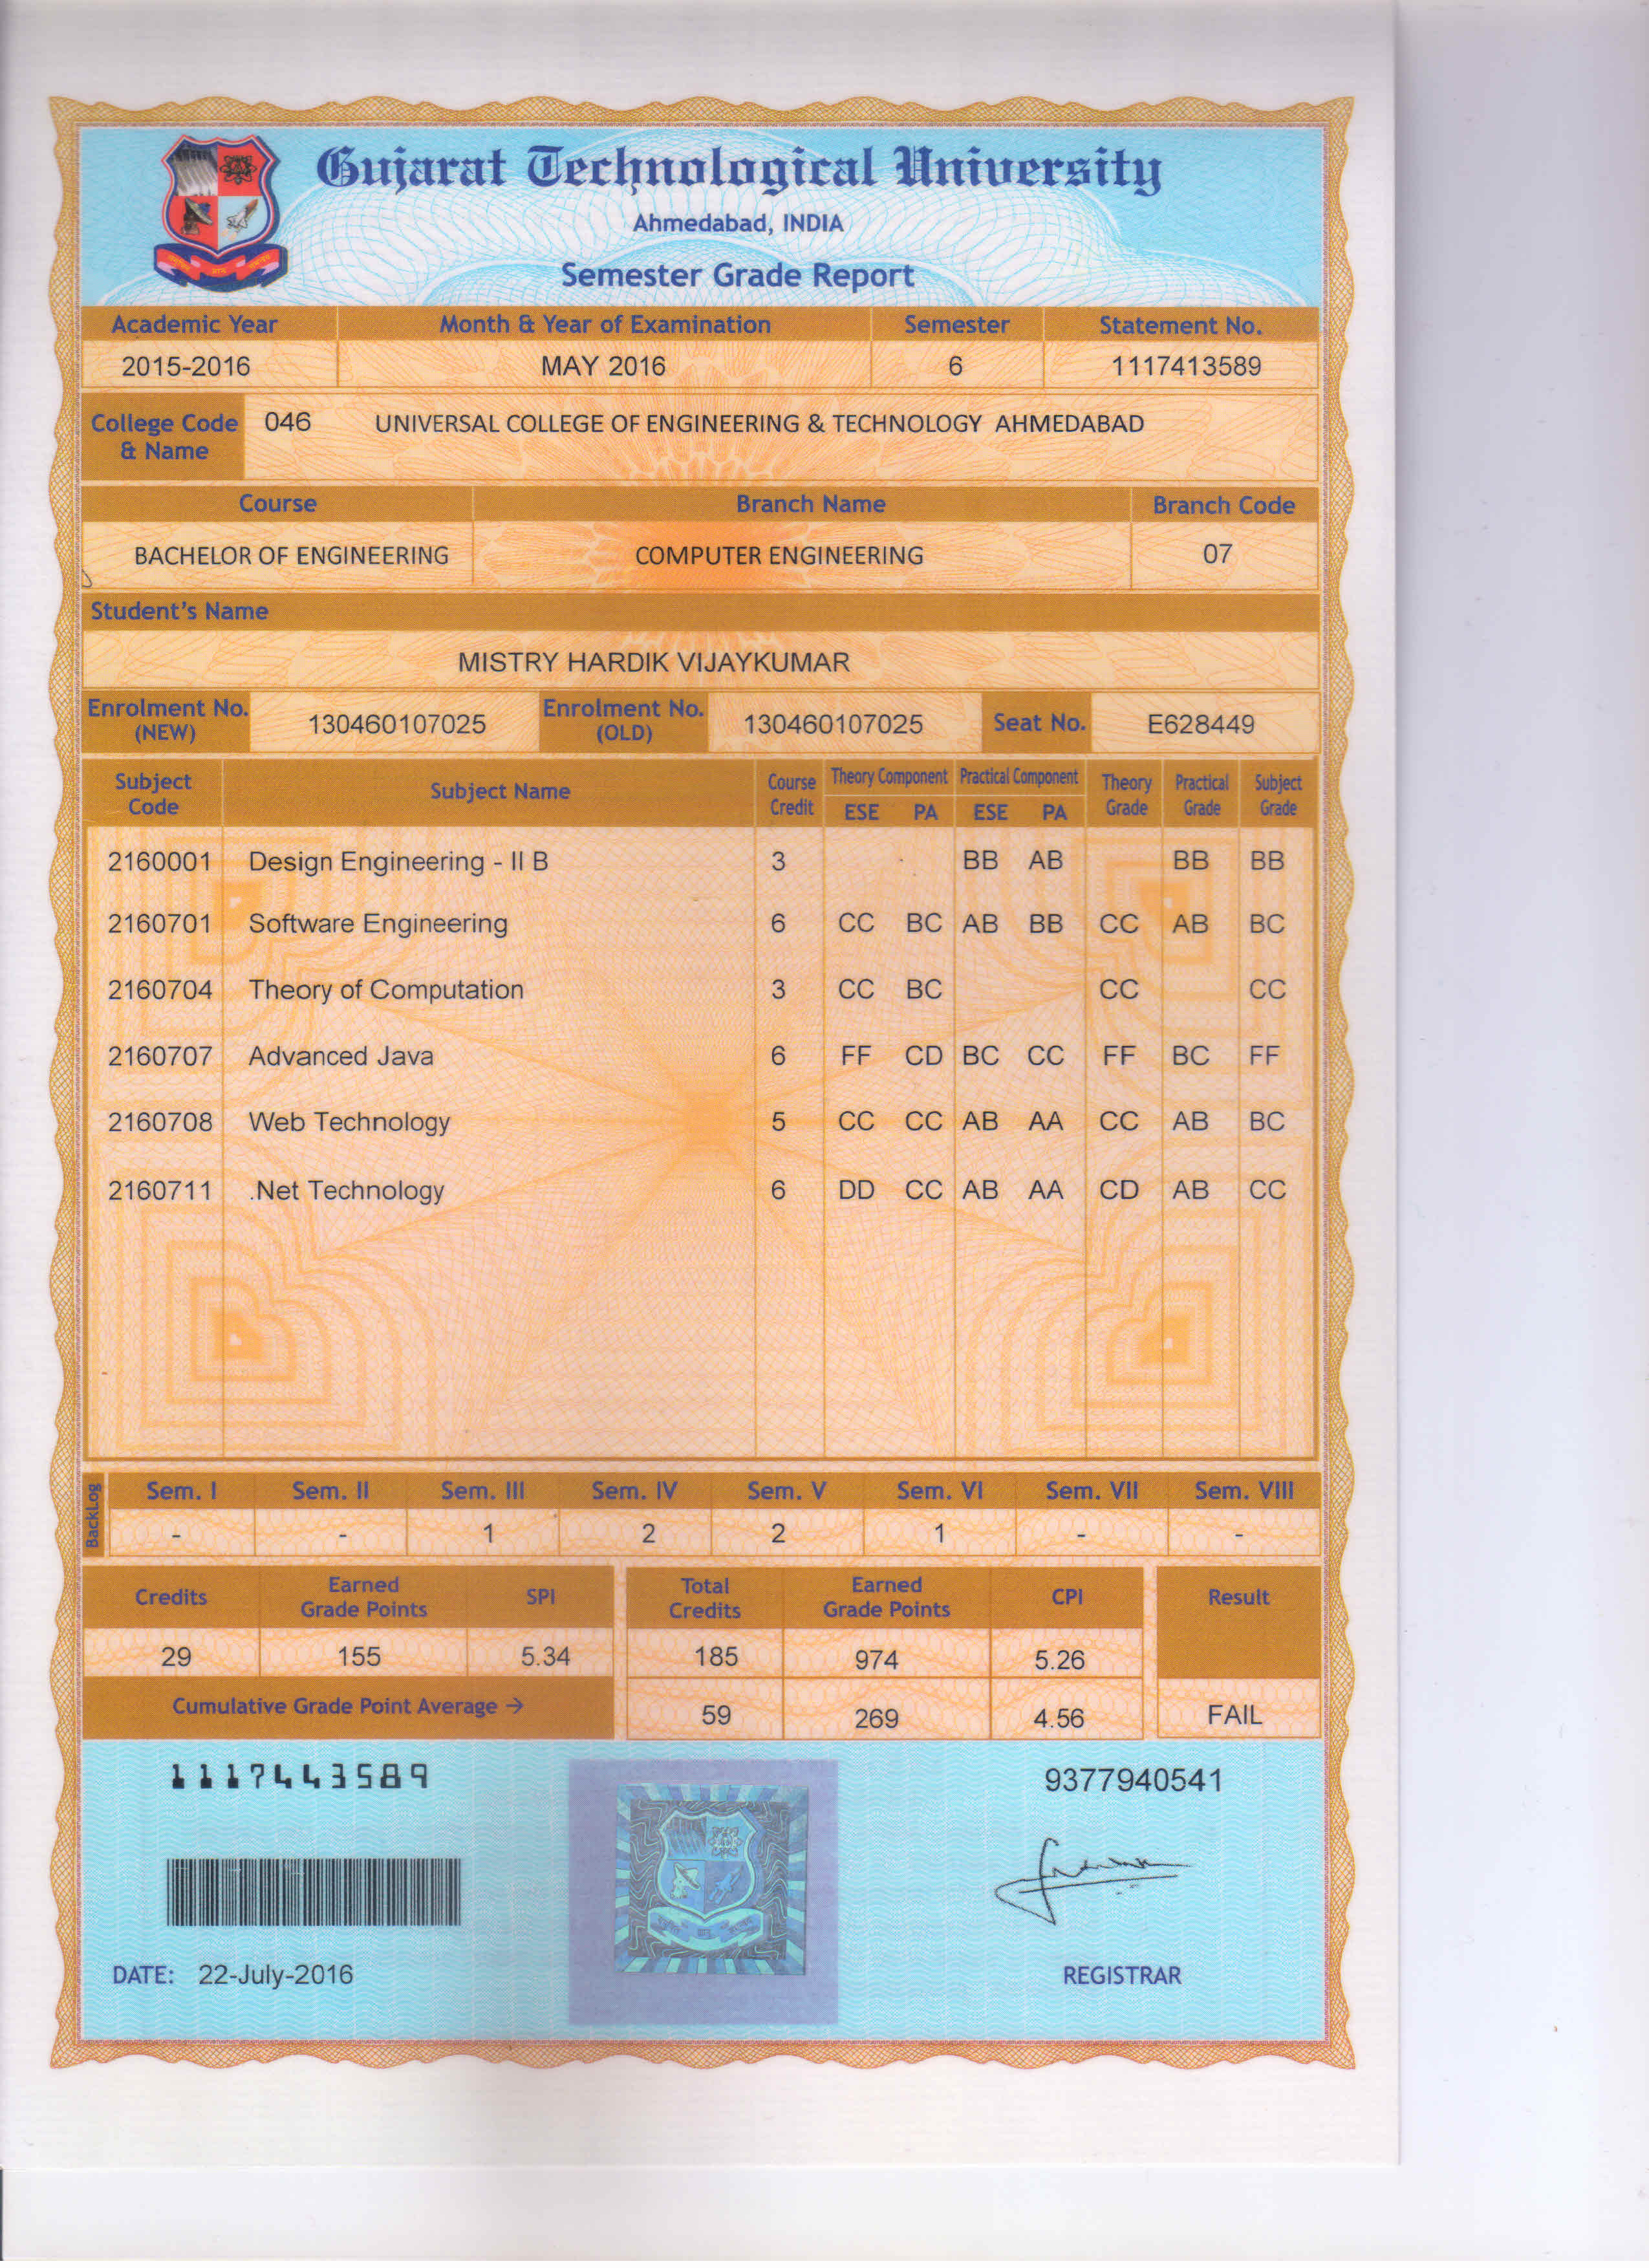 Gujarat Technological University
Ahmedabad, INDIA
Semester Grade Report
Academic Year Month & Year of Examination Semester Statement No.
2015-2016 MAY 2016 6 1117413589
College Code & Name 046 UNIVERSAL COLLEGE OF ENGINEERING & TECHNOLOGY AHMEDABAD
Course Branch Name Branch Code
BACHELOR OF ENGINEERING COMPUTER ENGINEERING 07
Student's Name
MISTRY HARDIK VIJAYKUMAR
Enrolment No. (NEW) 130460107025 Enrolment No. (OLD) 130460107025 Seat No. E628449
Subject Code Subject Name Course Credit Theory Component ESE PA Practical Component ESE PA Theory Grade Practical Grade Subject Grade
2160001 Design Engineering - II B 3 BB AB BB BB
2160701 Software Engineering 6 CC BC AB BB CC AB BC
2160704 Theory of Computation 3 CC BC CC CC
2160707 Advanced Java 6 FF CD BC CC FF BC FF
2160708 Web Technology 5 CC CC AB AA CC AB BC
2160711 .Net Technology 6 DD CC AB AA CD AB CC
BackLog Sem. I Sem. II Sem. III Sem. IV Sem. V Sem. VI Sem. VII Sem. VIII
- - 1 2 2 1 - -
Credits Earned Grade Points SPI Total Credits Earned Grade Points CPI Result
29 155 5.34 185 974 5.26
Cumulative Grade Point Average → 59 269 4.56 FAIL
1117443589 9377940541
DATE: 22-July-2016 REGISTRAR